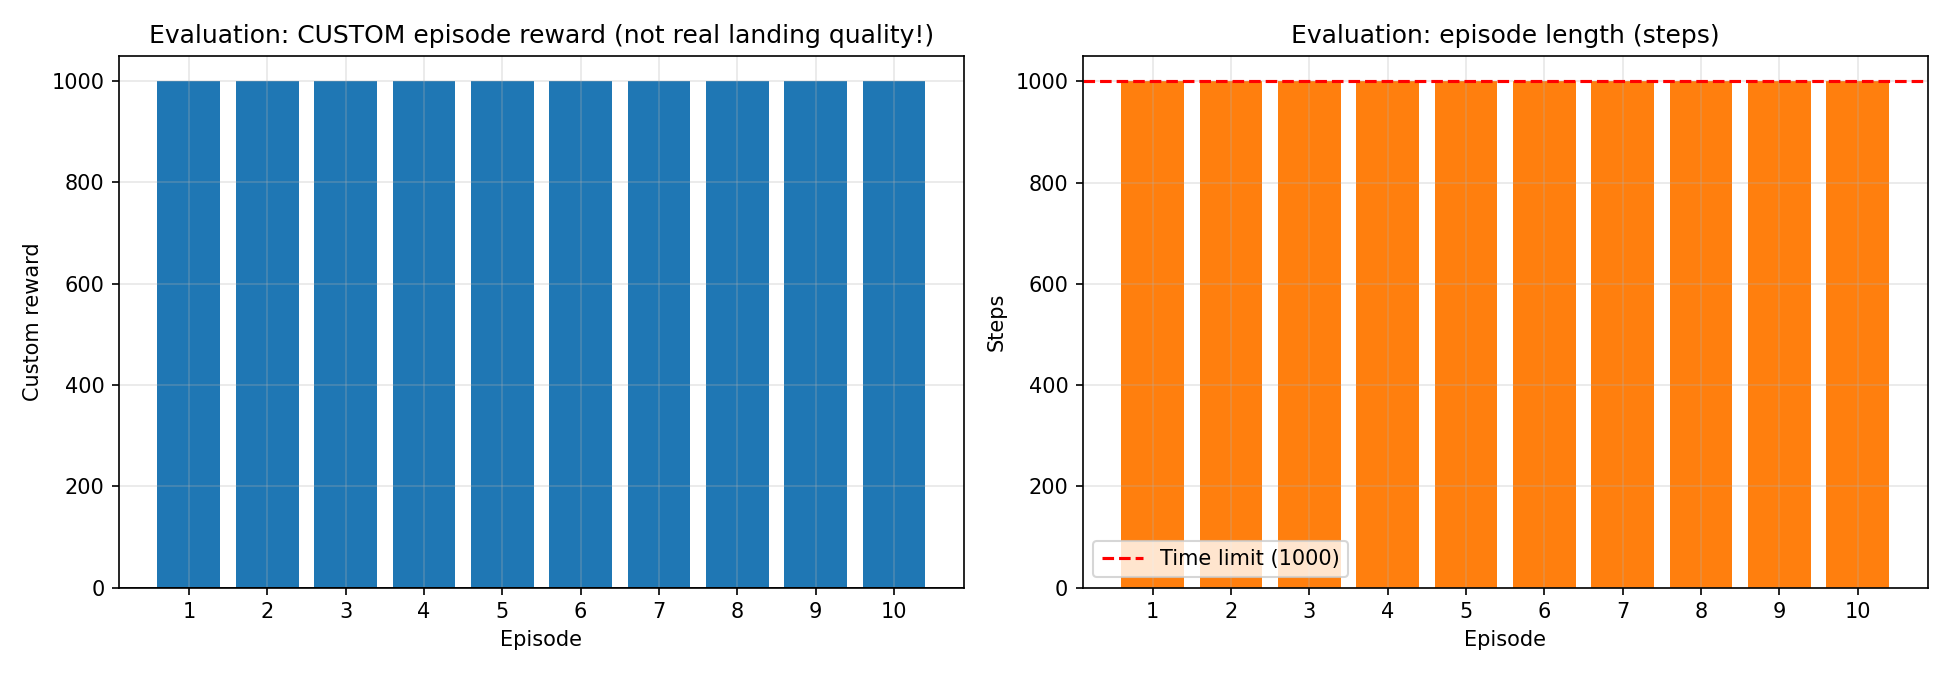 Evaluation: CUSTOM episode reward (not real landing quality!)
Custom reward
1000
800
600
400
200
0
1 2 3 4 5 6 7 8 9 10
Episode
Evaluation: episode length (steps)
Steps
1000
800
600
400
200
0
Time limit (1000)
1 2 3 4 5 6 7 8 9 10
Episode